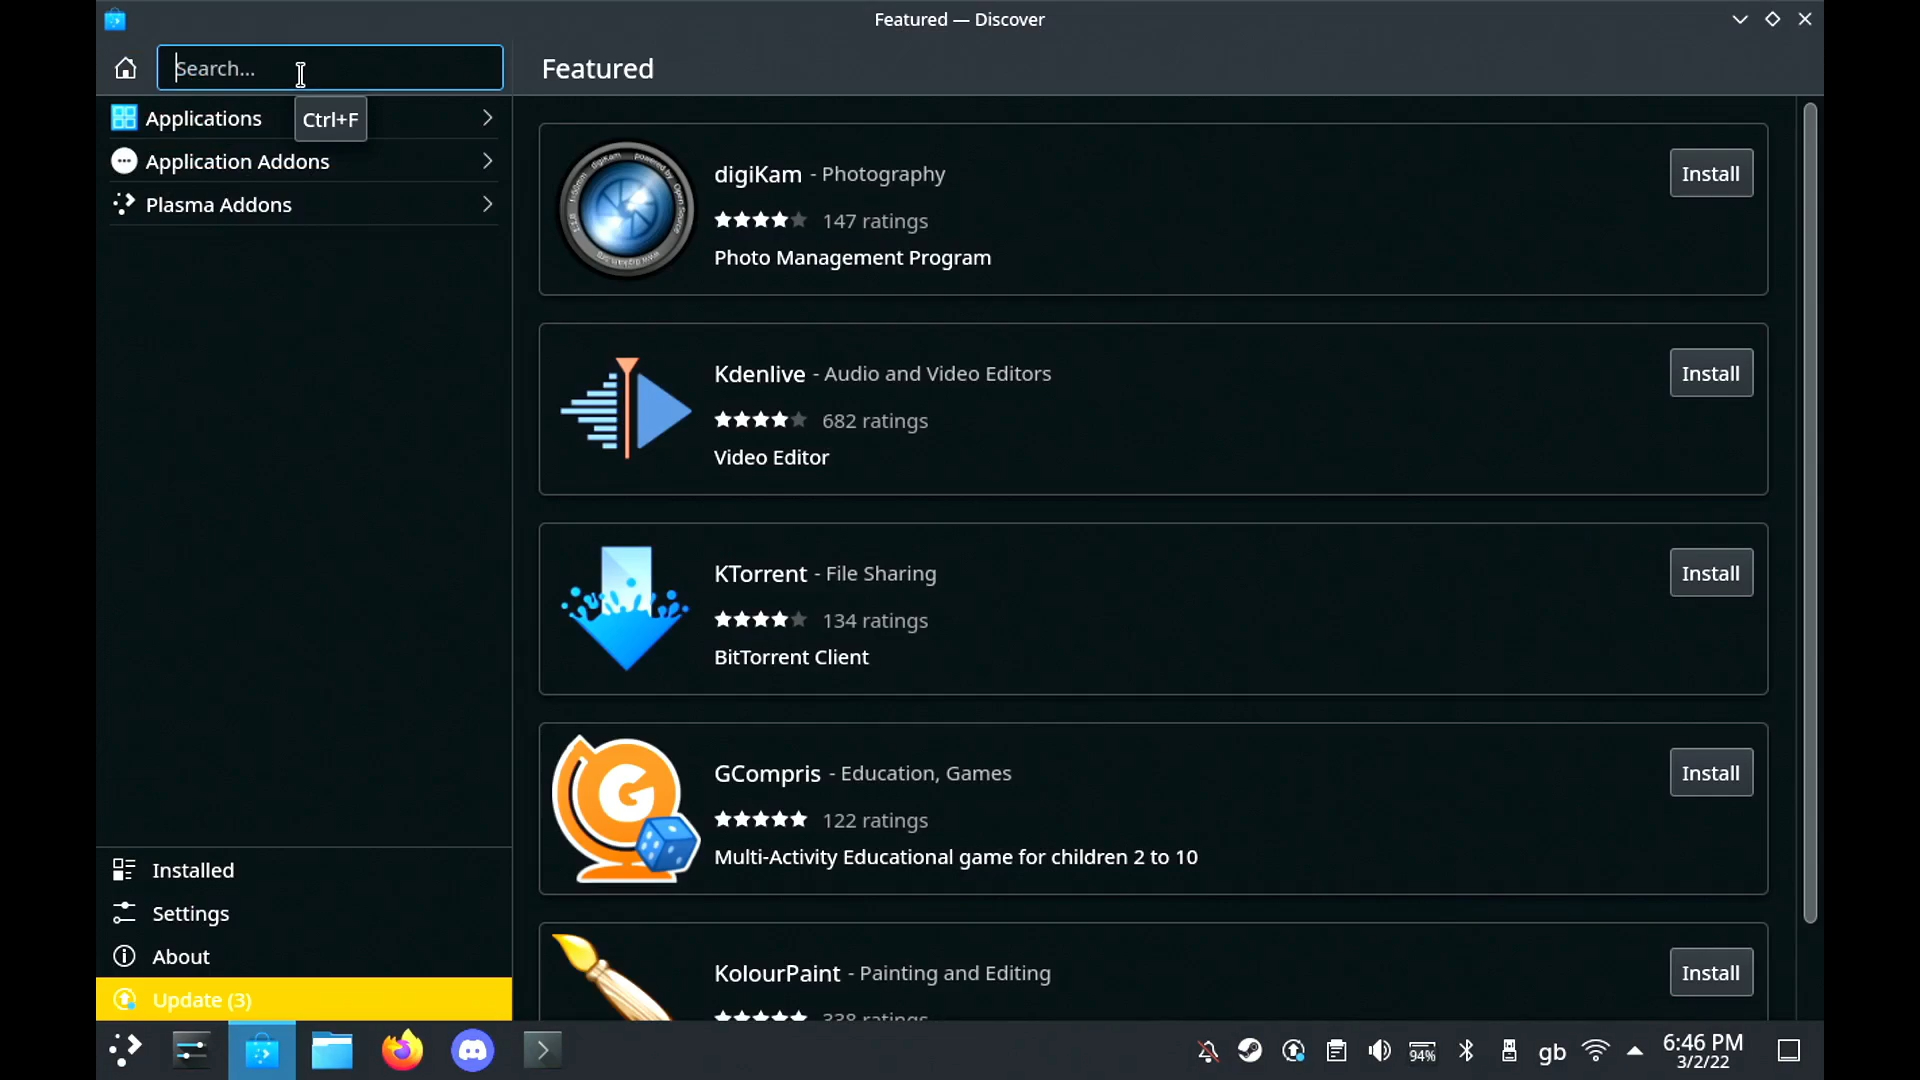 Featured — Discover
Search...
Featured
Applications
Ctrl+F
Application Addons
Plasma Addons
digiKam - Photography
147 ratings
Photo Management Program
Install
Kdenlive - Audio and Video Editors
682 ratings
Video Editor
Install
KTorrent - File Sharing
134 ratings
BitTorrent Client
Install
GCompris - Education, Games
122 ratings
Multi-Activity Educational game for children 2 to 10
Install
KolourPaint - Painting and Editing
338 ratings
Install
Installed
Settings
About
Update (3)
94%
gb
6:46 PM
3/2/22